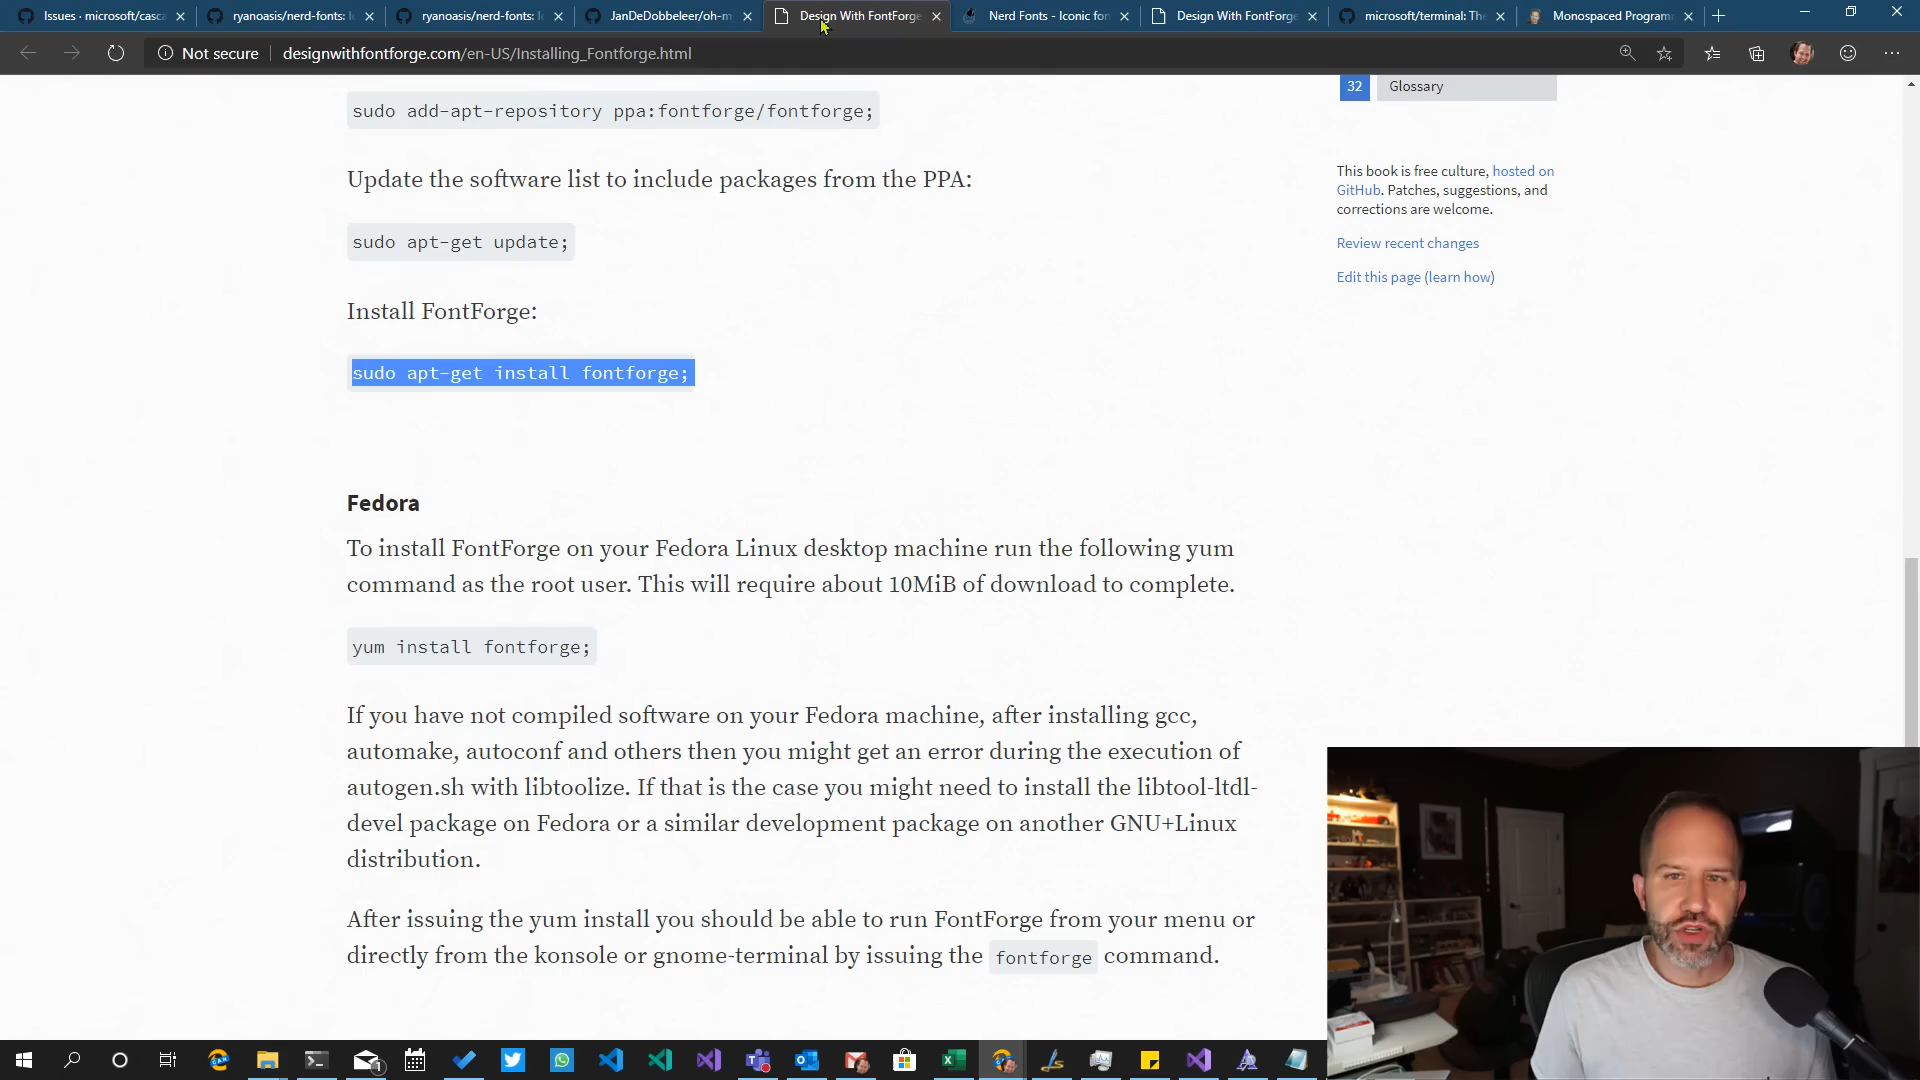 Issues · microsoft/casca
ryanoasis/nerd-fonts: I
ryanoasis/nerd-fonts: I
JanDeDobbeleer/oh-m
Design With FontForge
Nerd Fonts - Iconic fon
Design With FontForge
microsoft/terminal: The
Monospaced Program
Not secure
designwithfontforge.com/en-US/Installing_Fontforge.html
sudo add-apt-repository ppa:fontforge/fontforge;
32 Glossary
Update the software list to include packages from the PPA:
sudo apt-get update;
Install FontForge:
sudo apt-get install fontforge;
This book is free culture, hosted on
GitHub. Patches, suggestions, and
corrections are welcome.
Review recent changes
Edit this page (learn how)
Fedora
To install FontForge on your Fedora Linux desktop machine run the following yum
command as the root user. This will require about 10MiB of download to complete.
yum install fontforge;
If you have not compiled software on your Fedora machine, after installing gcc,
automake, autoconf and others then you might get an error during the execution of
autogen.sh with libtoolize. If that is the case you might need to install the libtool-ltdl-
devel package on Fedora or a similar development package on another GNU+Linux
distribution.
After issuing the yum install you should be able to run FontForge from your menu or
directly from the konsole or gnome-terminal by issuing the fontforge command.